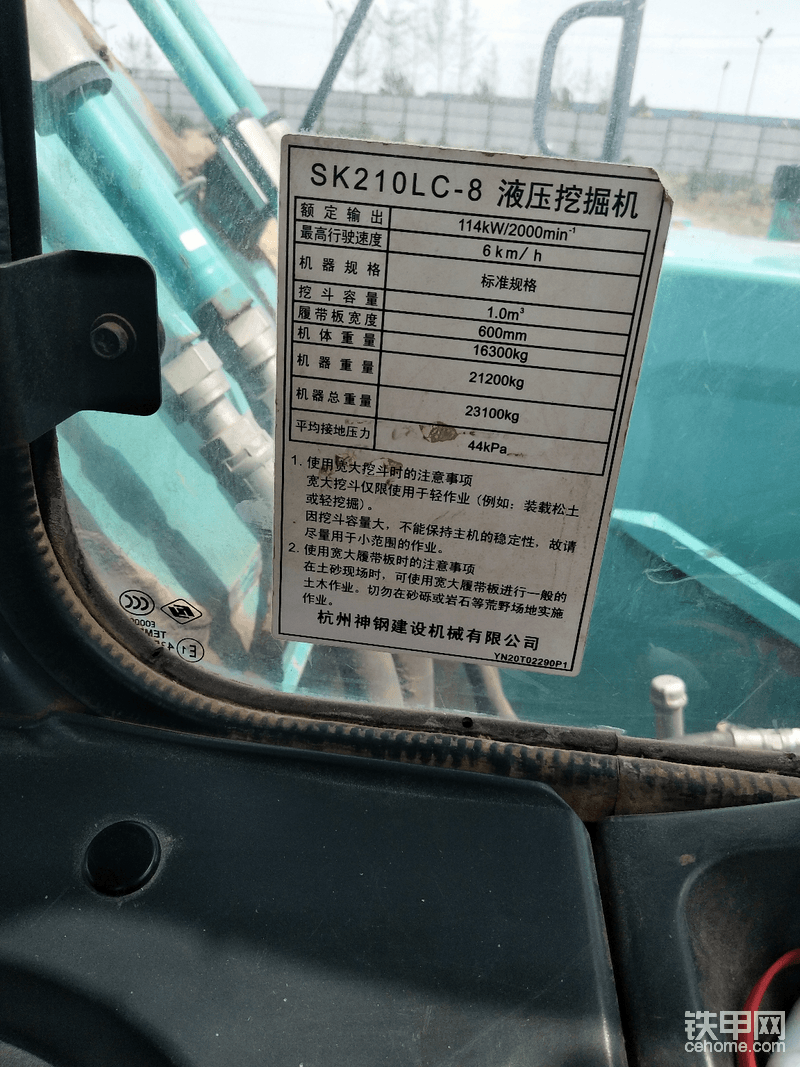 SK210LC-8 液压挖掘机
额定输出 114kW/2000min⁻¹
最高行驶速度 6km/h
机器规格 标准规格
挖斗容量 1.0m³
履带板宽度 600mm
机体重量 16300kg
机器重量 21200kg
机器总重量 23100kg
平均接地压力 44kPa
1. 使用宽大挖斗时的注意事项
宽大挖斗仅限使用于轻作业（例如：装载松土
或轻挖掘）。
因挖斗容量大，不能保持主机的稳定性，故请
尽量用于小范围的作业。
2. 使用宽大履带板时的注意事项
在土砂现场时，可使用宽大履带板进行一般的
土木作业。切勿在砂砾或岩石等荒野场地实施
作业。
杭州神钢建设机械有限公司
YN20T02290P1
CCC
E1
铁甲网
cehome.com